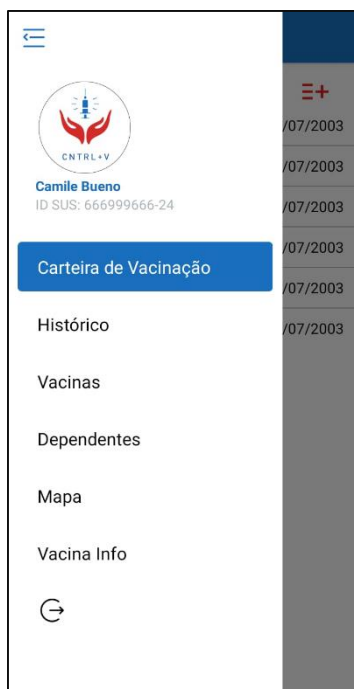 CNTRL+V
Camile Bueno
ID SUS: 666999666-24
Carteira de Vacinação
Histórico
Vacinas
Dependentes
Mapa
Vacina Info
/07/2003
/07/2003
/07/2003
/07/2003
/07/2003
/07/2003